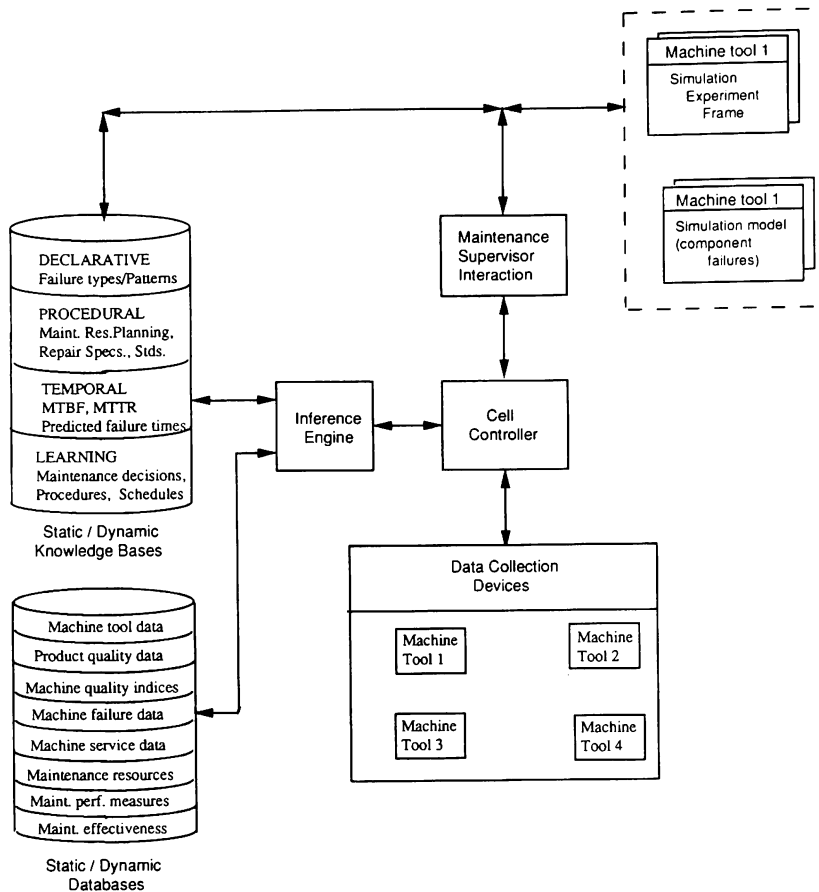 Machine tool 1
Simulation
Experiment
Frame
Machine tool 1
Simulation model
(component
failures)
Maintenance
Supervisor
Interaction
DECLARATIVE
Failure types/Patterns
PROCEDURAL
Maint. Res.Planning,
Repair Specs., Stds.
TEMPORAL
MTBF, MTTR
Predicted failure times
LEARNING
Maintenance decisions,
Procedures, Schedules
Static / Dynamic
Knowledge Bases
Inference
Engine
Cell
Controller
Data Collection
Devices
Machine
Tool 1
Machine
Tool 2
Machine
Tool 3
Machine
Tool 4
Machine tool data
Product quality data
Machine quality indices
Machine failure data
Machine service data
Maintenance resources
Maint. perf. measures
Maint. effectiveness
Static / Dynamic
Databases